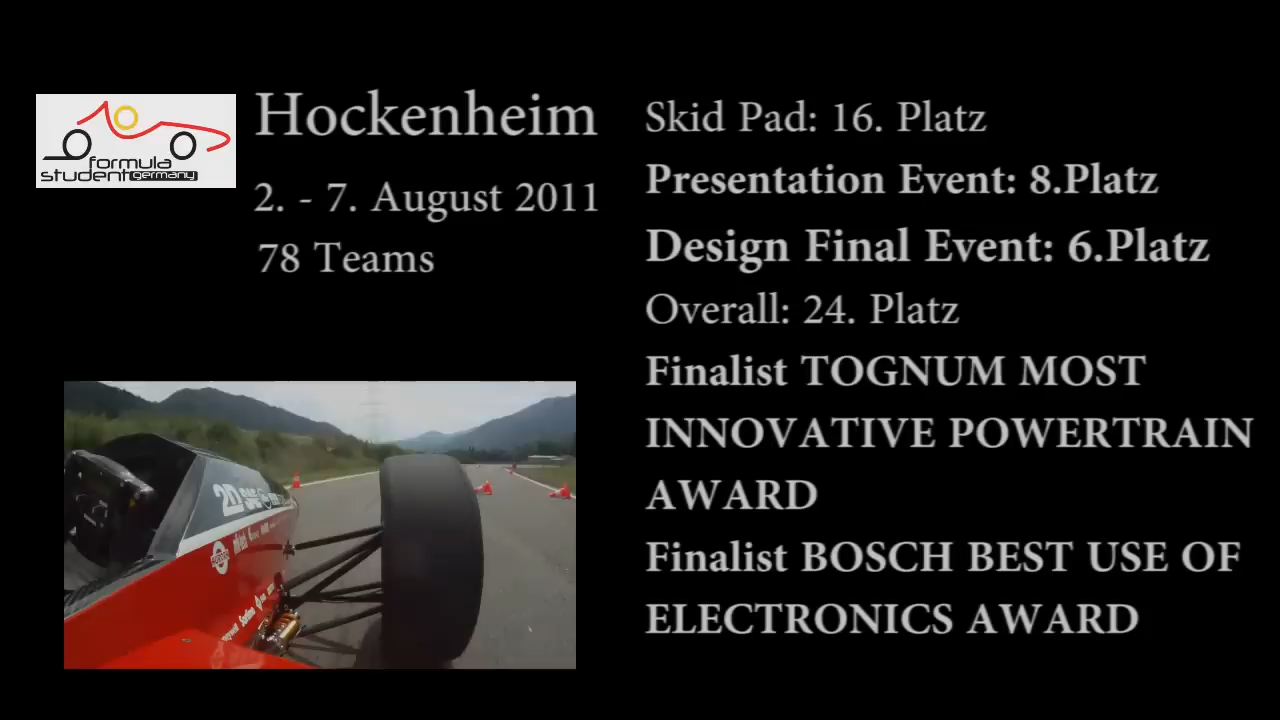 formula
student germany
Hockenheim
2. - 7. August 2011
78 Teams
Skid Pad: 16. Platz
Presentation Event: 8.Platz
Design Final Event: 6.Platz
Overall: 24. Platz
Finalist TOGNUM MOST
INNOVATIVE POWERTRAIN
AWARD
Finalist BOSCH BEST USE OF
ELECTRONICS AWARD
2D